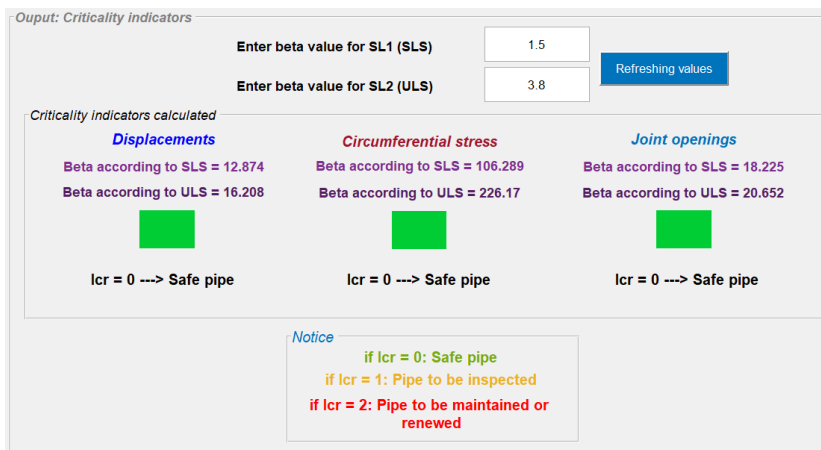 Ouput: Criticality indicators
Enter beta value for SL1 (SLS)
1.5
Enter beta value for SL2 (ULS)
3.8
Refreshing values
Criticality indicators calculated
Displacements
Circumferential stress
Joint openings
Beta according to SLS = 12.874
Beta according to SLS = 106.289
Beta according to SLS = 18.225
Beta according to ULS = 16.208
Beta according to ULS = 226.17
Beta according to ULS = 20.652
Icr = 0 ---> Safe pipe
Icr = 0 ---> Safe pipe
Icr = 0 ---> Safe pipe
Notice
if Icr = 0: Safe pipe
if Icr = 1: Pipe to be inspected
if Icr = 2: Pipe to be maintained or
renewed